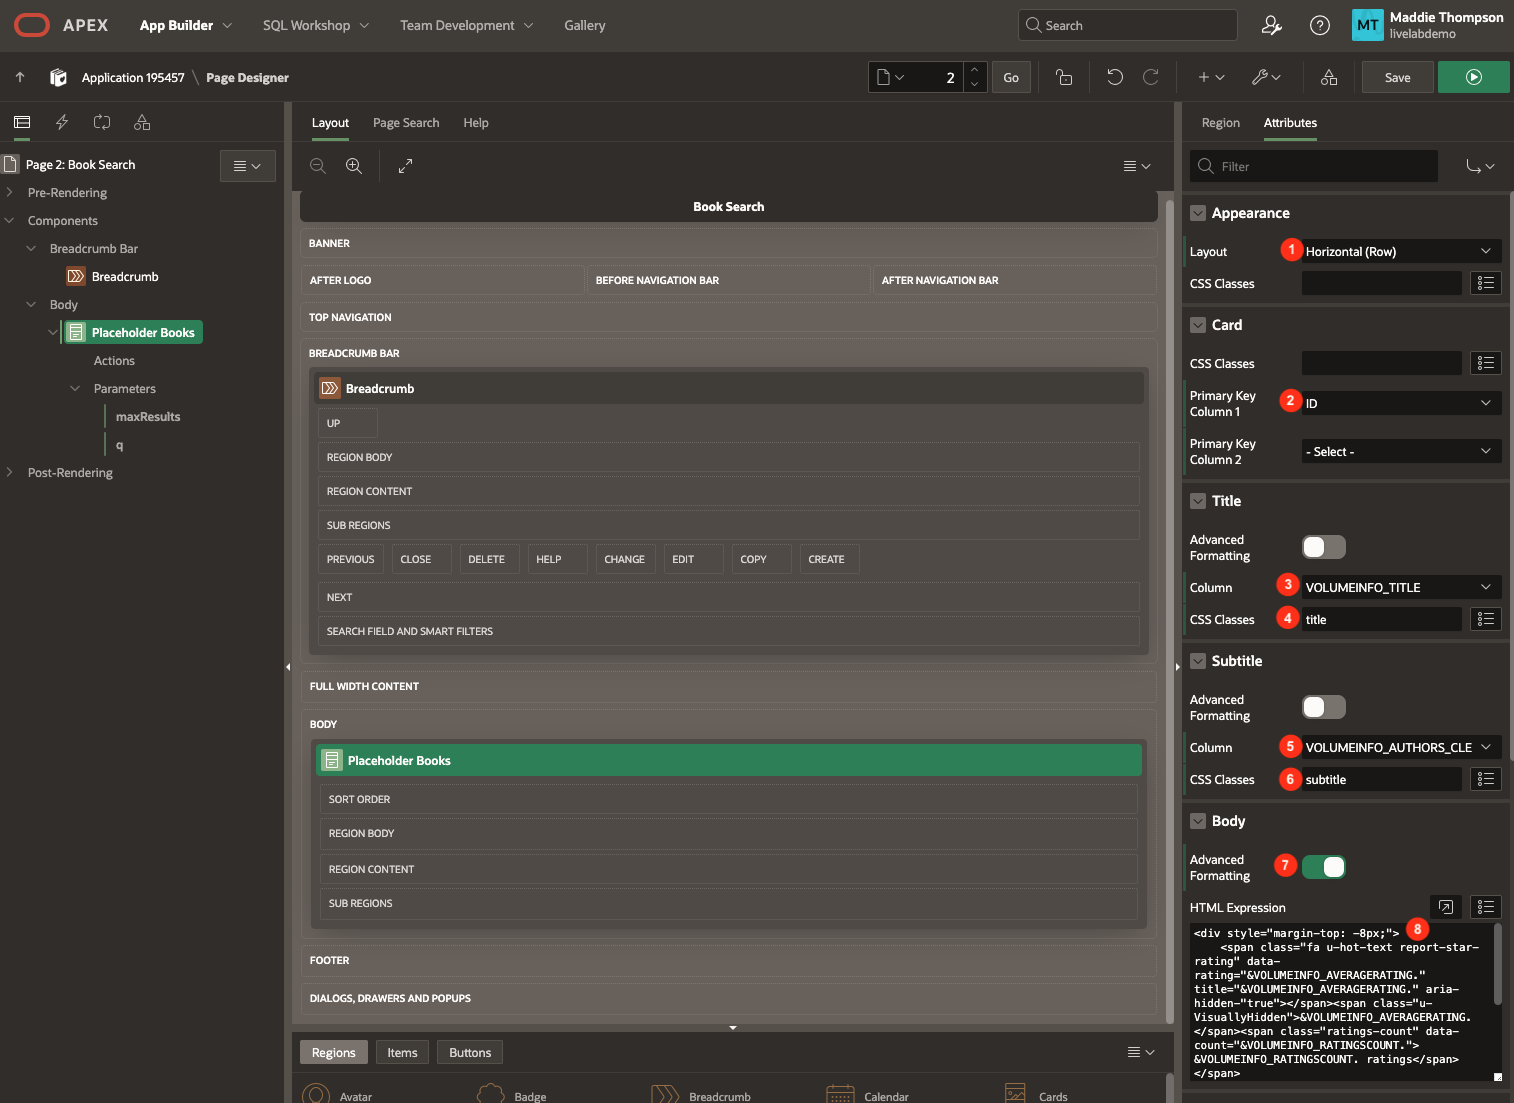 APEX
App Builder
SQL Workshop
Team Development
Gallery
Search
MT
Maddie Thompson
livelabdemo
Application 195457 \ Page Designer
2
Go
Save
Page 2: Book Search
Pre-Rendering
Components
Breadcrumb Bar
Breadcrumb
Body
Placeholder Books
Actions
Parameters
maxResults
q
Post-Rendering
Layout
Page Search
Help
Book Search
BANNER
AFTER LOGO
BEFORE NAVIGATION BAR
AFTER NAVIGATION BAR
TOP NAVIGATION
BREADCRUMB BAR
Breadcrumb
UP
REGION BODY
REGION CONTENT
SUB REGIONS
PREVIOUS
CLOSE
DELETE
HELP
CHANGE
EDIT
COPY
CREATE
NEXT
SEARCH FIELD AND SMART FILTERS
FULL WIDTH CONTENT
BODY
Placeholder Books
SORT ORDER
REGION BODY
REGION CONTENT
SUB REGIONS
FOOTER
DIALOGS, DRAWERS AND POPUPS
Regions
Items
Buttons
Avatar
Badge
Breadcrumb
Calendar
Cards
Region
Attributes
Filter
Appearance
Layout
1
Horizontal (Row)
CSS Classes
Card
CSS Classes
Primary Key
Column 1
2
ID
Primary Key
Column 2
- Select -
Title
Advanced
Formatting
Column
3
VOLUMEINFO_TITLE
CSS Classes
4
title
Subtitle
Advanced
Formatting
Column
5
VOLUMEINFO_AUTHORS_CLE
CSS Classes
6
subtitle
Body
Advanced
Formatting
7
HTML Expression
8
<div style="margin-top: -8px;">
<span class="fa u-hot-text report-star-
rating" data-
rating="&VOLUMEINFO_AVERAGERATING."
title="&VOLUMEINFO_AVERAGERATING." aria-
hidden="true"></span><span class="u-
VisuallyHidden">&VOLUMEINFO_AVERAGERATING.
</span><span class="ratings-count" data-
count="&VOLUMEINFO_RATINGSCOUNT.">
&VOLUMEINFO_RATINGSCOUNT. ratings</span>
</span>